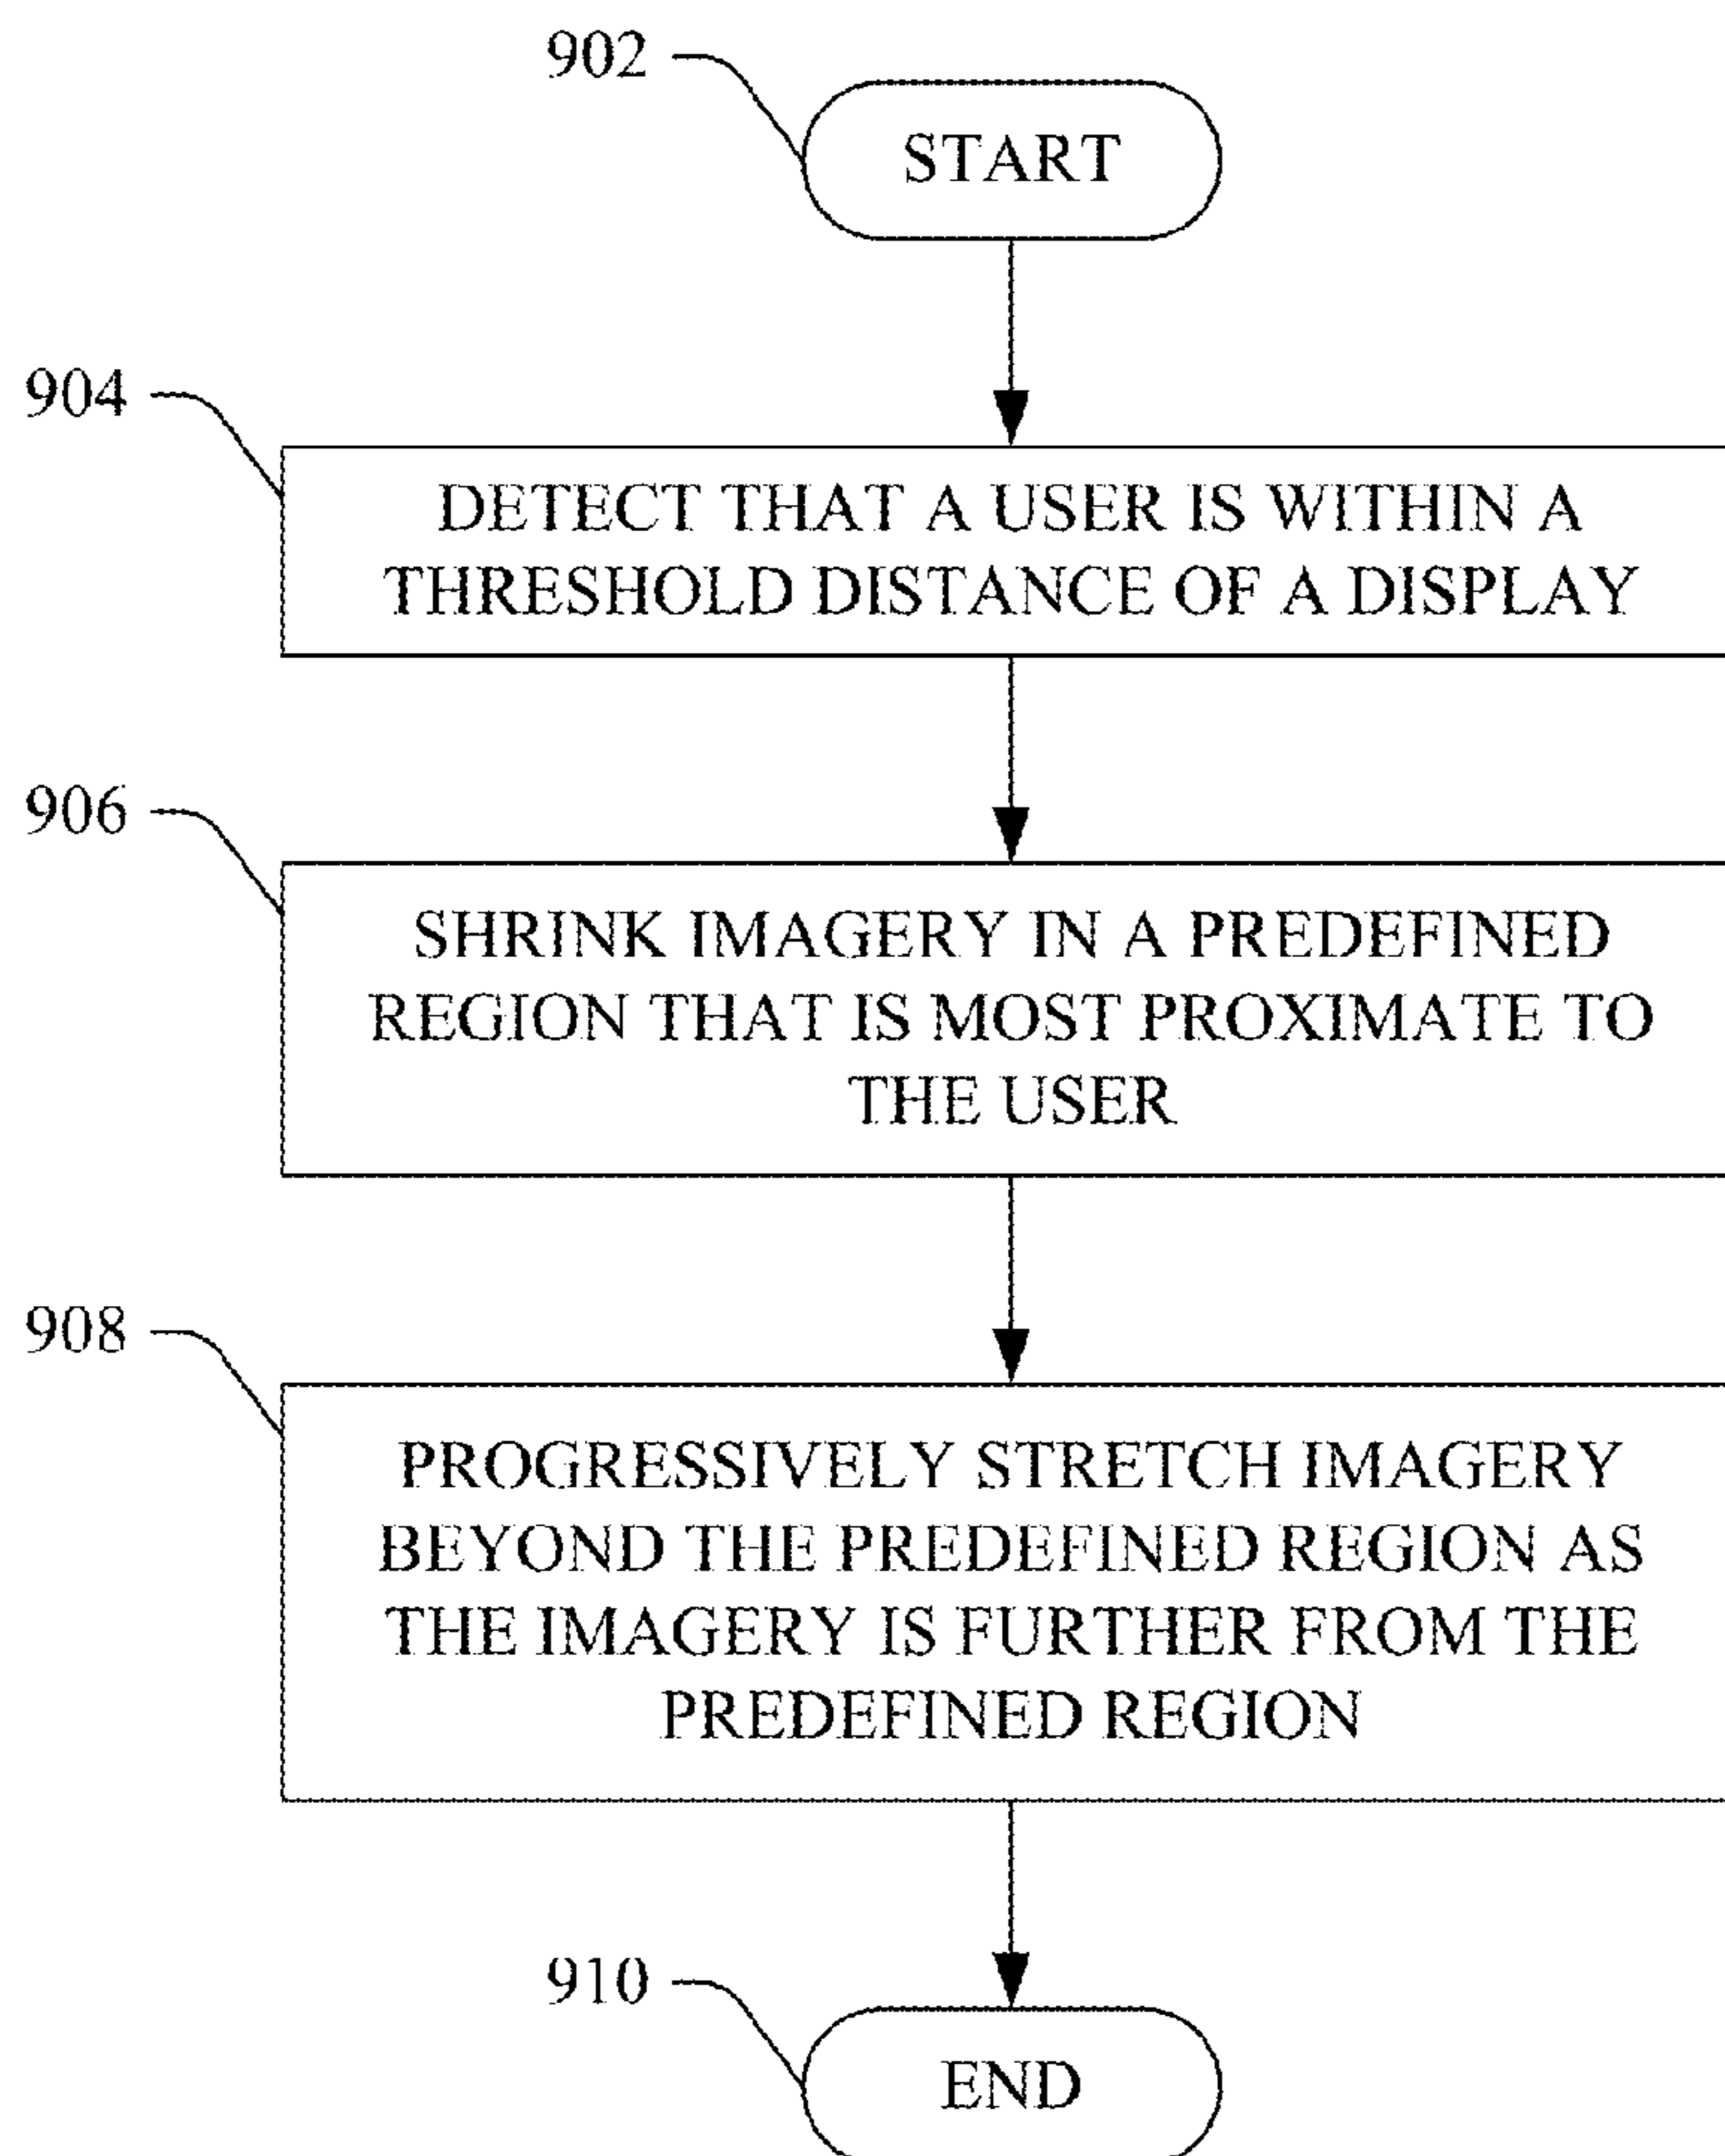 902
START
904
DETECT THAT A USER IS WITHIN A
THRESHOLD DISTANCE OF A DISPLAY
906
SHRINK IMAGERY IN A PREDEFINED
REGION THAT IS MOST PROXIMATE TO
THE USER
908
PROGRESSIVELY STRETCH IMAGERY
BEYOND THE PREDEFINED REGION AS
THE IMAGERY IS FURTHER FROM THE
PREDEFINED REGION
910
END